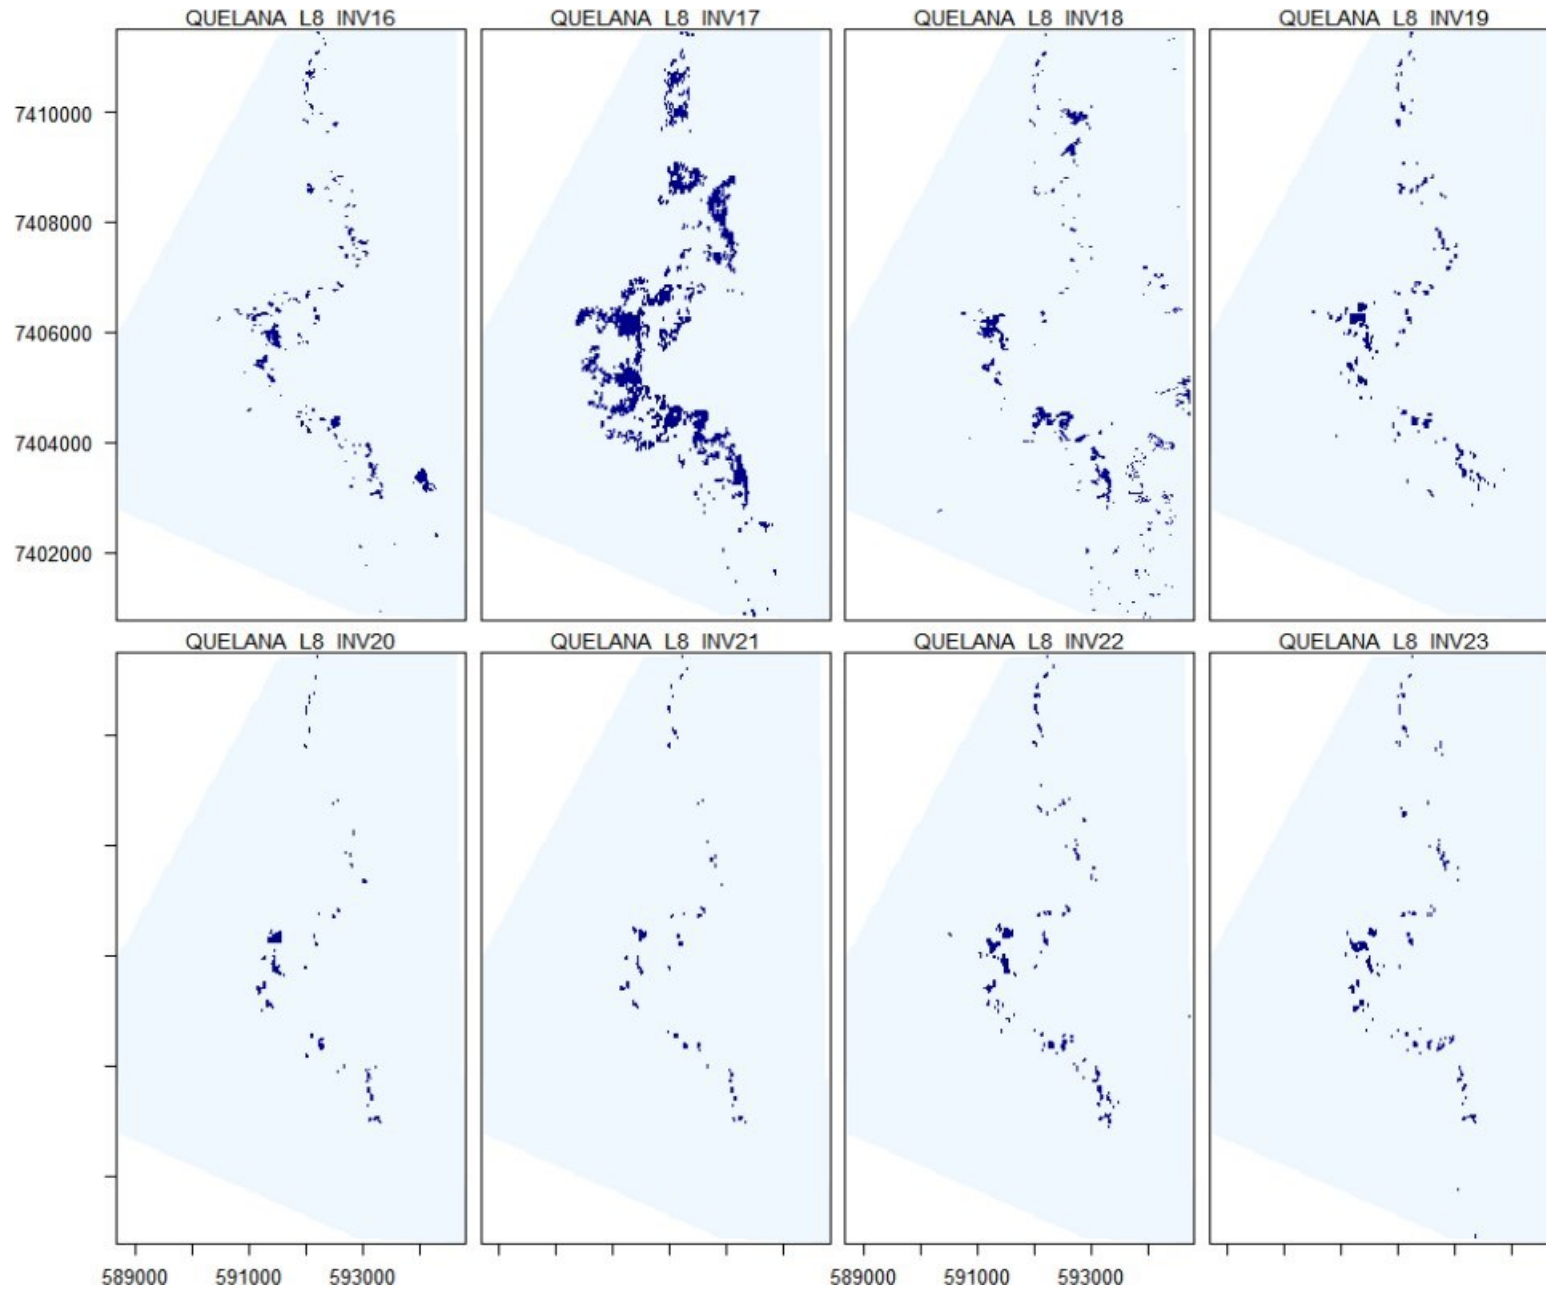 QUELANA L8 INV16 QUELANA L8 INV17 QUELANA L8 INV18 QUELANA L8 INV19
7410000
7408000
7406000
7404000
7402000
QUELANA L8 INV20 QUELANA L8 INV21 QUELANA L8 INV22 QUELANA L8 INV23
589000 591000 593000 589000 591000 593000